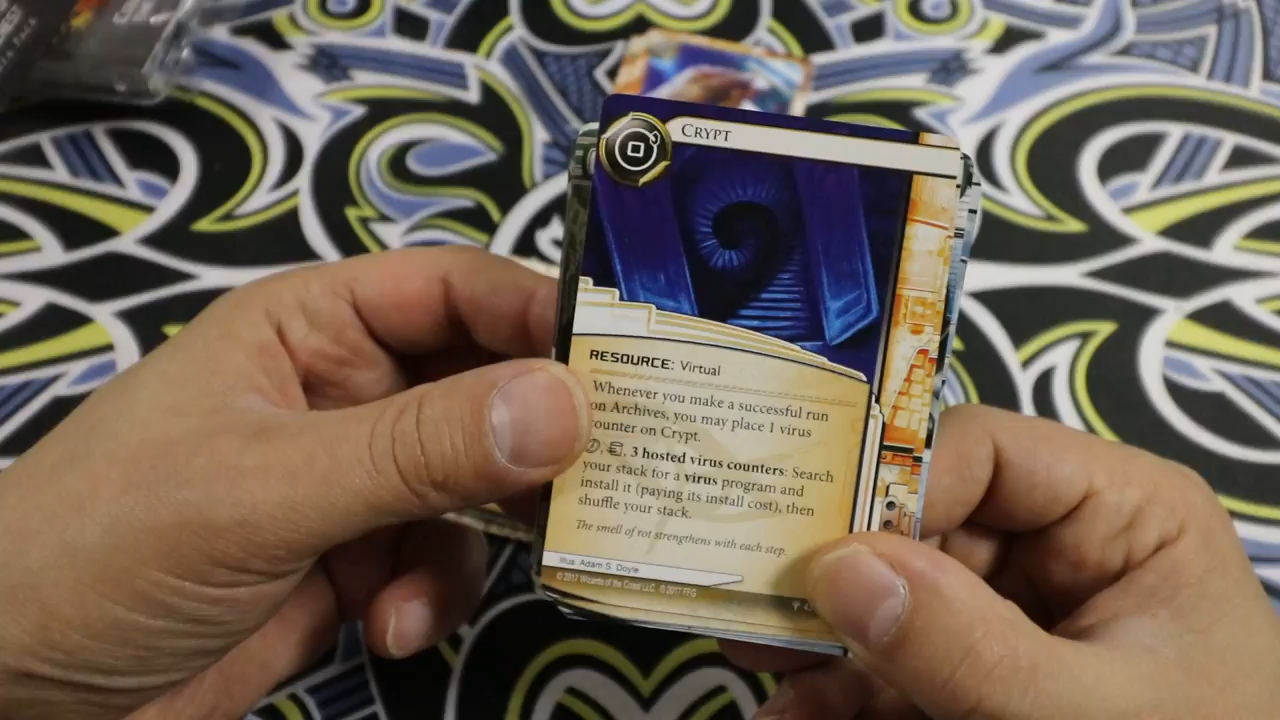 CRYPT
RESOURCE: Virtual
Whenever you make a successful run
on Archives, you may place 1 virus
counter on Crypt.
3 hosted virus counters: Search
your stack for a virus program and
install it (paying its install cost), then
shuffle your stack.
The smell of rot strengthens with each step.
Illus. Adam S. Doyle
© 2017 Wizards of the Coast LLC. © 2017 FFG